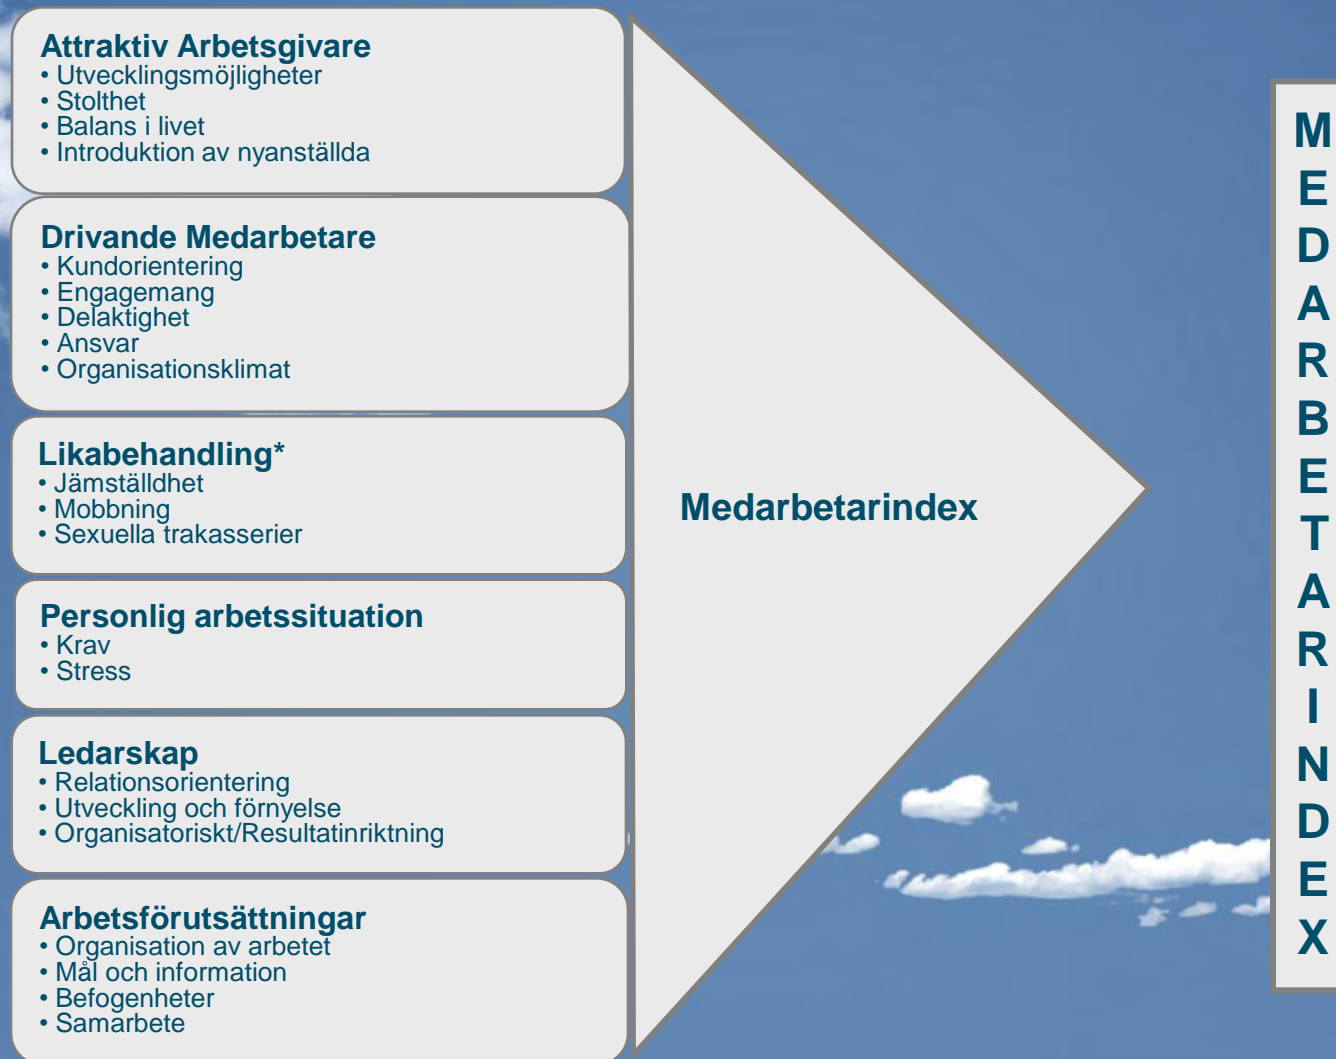 Attraktiv Arbetsgivare
• Utvecklingsmöjligheter
• Stolthet
• Balans i livet
• Introduktion av nyanställda
Drivande Medarbetare
• Kundorientering
• Engagemang
• Delaktighet
• Ansvar
• Organisationsklimat
Likabehandling*
• Jämställdhet
• Mobbning
• Sexuella trakasserier
Personlig arbetssituation
• Krav
• Stress
Ledarskap
• Relationsorientering
• Utveckling och förnyelse
• Organisatoriskt/Resultatinriktning
Arbetsförutsättningar
• Organisation av arbetet
• Mål och information
• Befogenheter
• Samarbete
Medarbetarindex
M
E
D
A
R
B
E
T
A
R
I
N
D
E
X